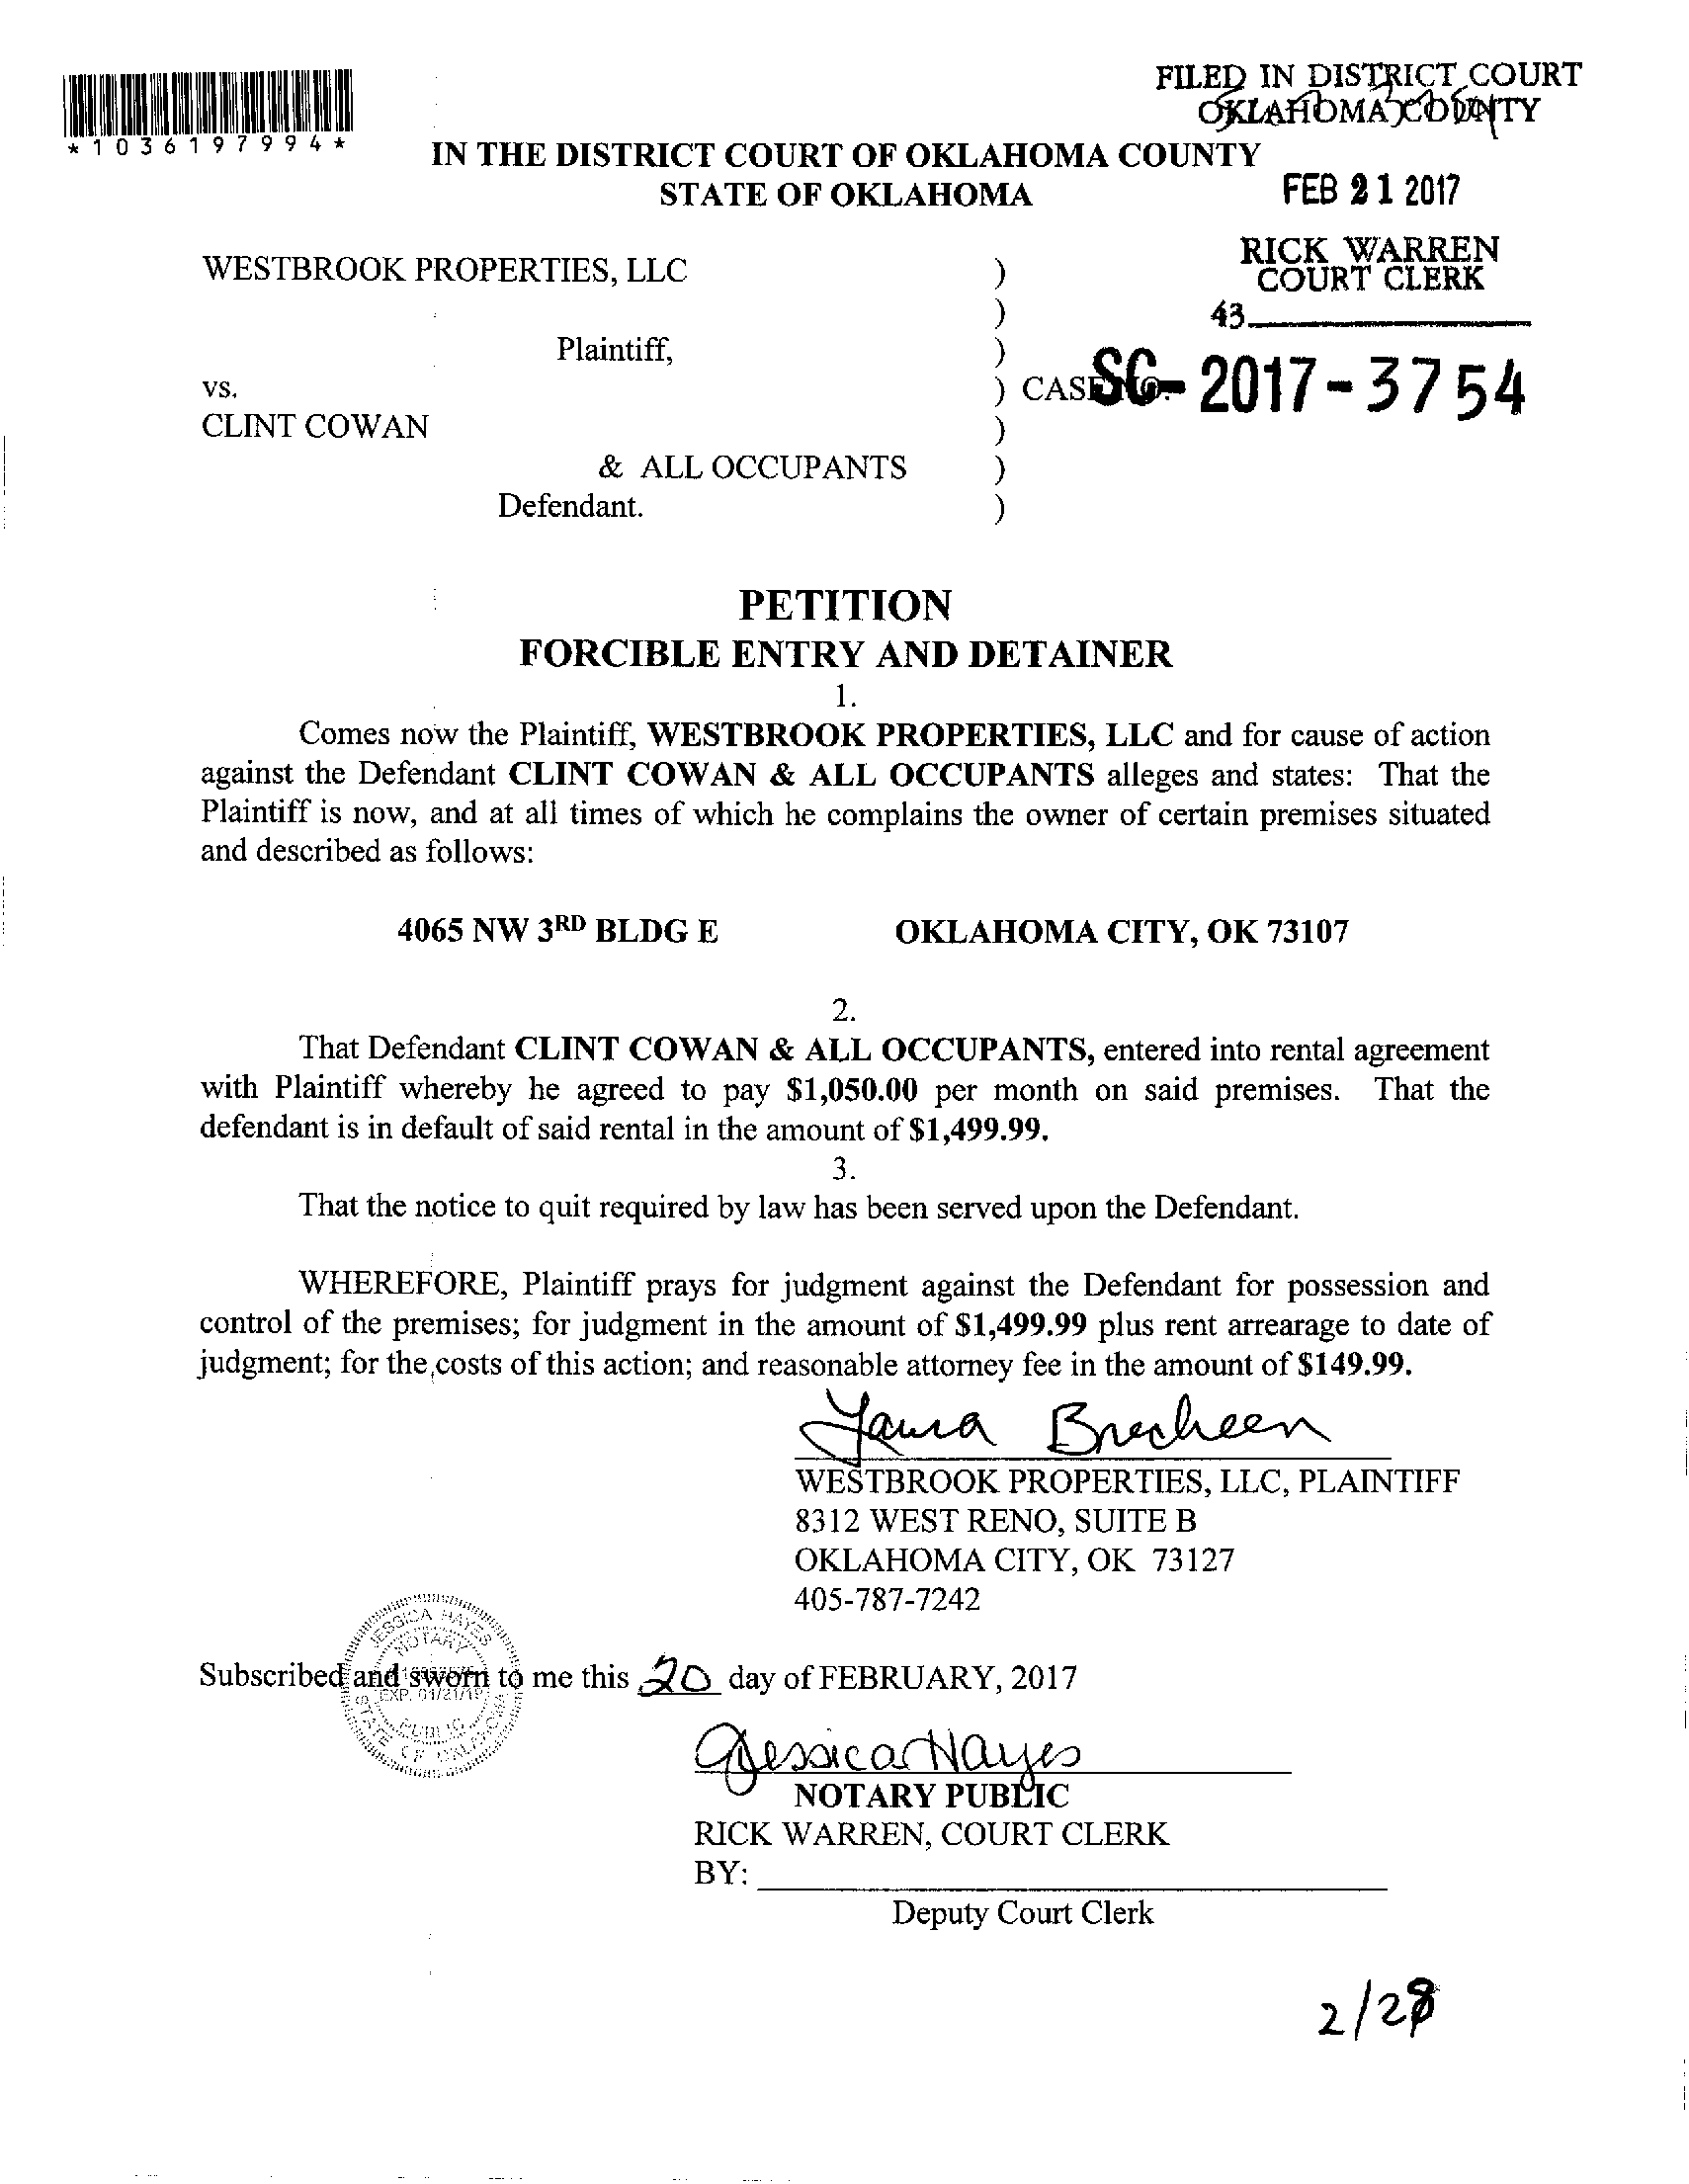 FILED IN DISTRICT COURT
OKLAHOMA COUNTY
*1036197994*
IN THE DISTRICT COURT OF OKLAHOMA COUNTY
STATE OF OKLAHOMA
FEB 21 2017
RICK WARREN
COURT CLERK
43
WESTBROOK PROPERTIES, LLC )
)
Plaintiff, )
vs. ) CASE NO. SC-2017-3754
CLINT COWAN )
& ALL OCCUPANTS )
Defendant. )
PETITION
FORCIBLE ENTRY AND DETAINER
1.
Comes now the Plaintiff, WESTBROOK PROPERTIES, LLC and for cause of action
against the Defendant CLINT COWAN & ALL OCCUPANTS alleges and states: That the
Plaintiff is now, and at all times of which he complains the owner of certain premises situated
and described as follows:
4065 NW 3RD BLDG E OKLAHOMA CITY, OK 73107
2.
That Defendant CLINT COWAN & ALL OCCUPANTS, entered into rental agreement
with Plaintiff whereby he agreed to pay $1,050.00 per month on said premises. That the
defendant is in default of said rental in the amount of $1,499.99.
3.
That the notice to quit required by law has been served upon the Defendant.
WHEREFORE, Plaintiff prays for judgment against the Defendant for possession and
control of the premises; for judgment in the amount of $1,499.99 plus rent arrearage to date of
judgment; for the costs of this action; and reasonable attorney fee in the amount of $149.99.
Laura Brecheen
WESTBROOK PROPERTIES, LLC, PLAINTIFF
8312 WEST RENO, SUITE B
OKLAHOMA CITY, OK 73127
405-787-7242
JESSICA HAYES
NOTARY
EXP. 01/21/19
PUBLIC
STATE OF OKLAHOMA
Subscribed and sworn to me this 20 day of FEBRUARY, 2017
Jessica Hayes
NOTARY PUBLIC
RICK WARREN, COURT CLERK
BY:
Deputy Court Clerk
2/28